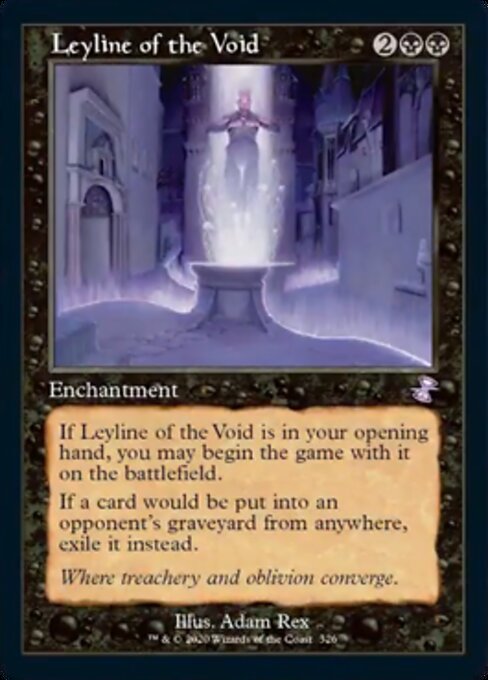 Leyline of the Void 2
Enchantment
If Leyline of the Void is in your opening
hand, you may begin the game with it
on the battlefield.
If a card would be put into an
opponent's graveyard from anywhere,
exile it instead.
Where treachery and oblivion converge.
Illus. Adam Rex
™ & © 2020 Wizards of the Coast 326